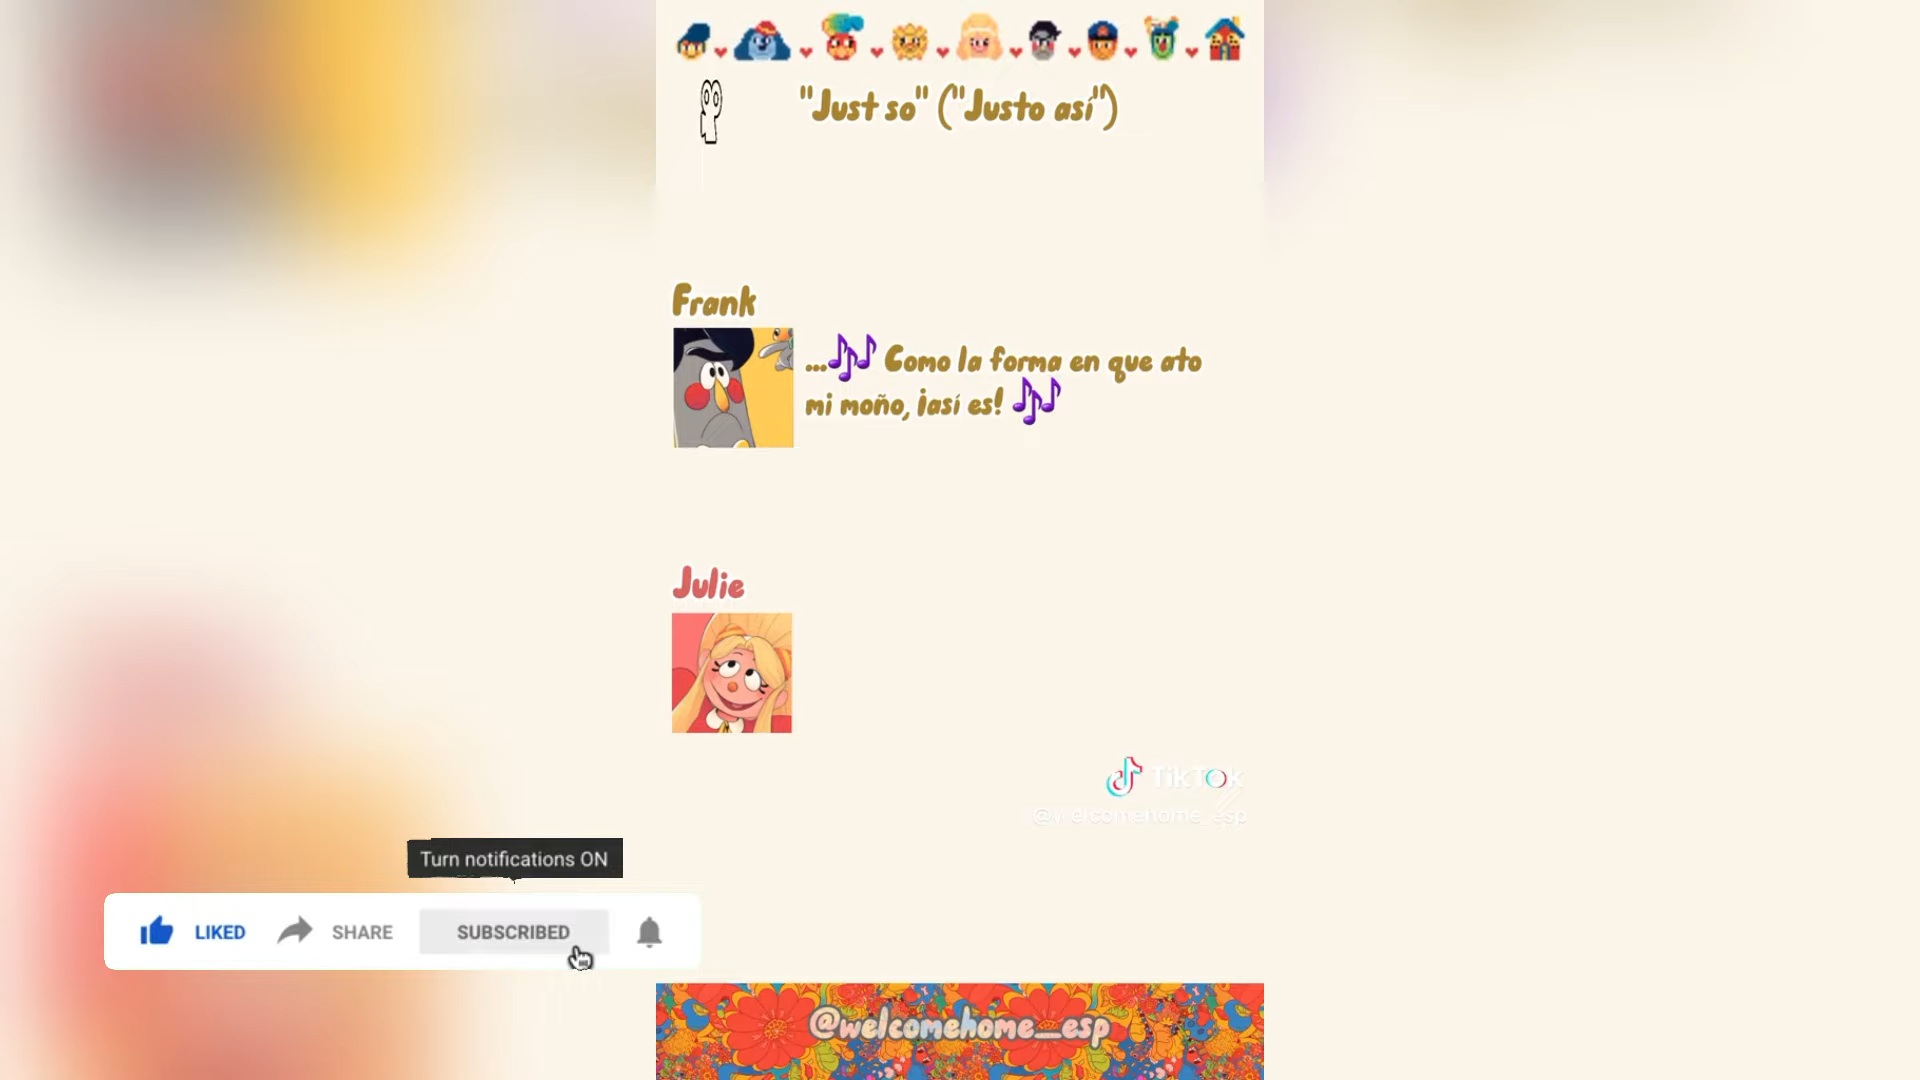 "Just so" ("Justo así")
Frank
...🎶 Como la forma en que ato
mi moño, ¡así es! 🎶
Julie
TikTok
@welcomehome_esp
Turn notifications ON
LIKED
SHARE
SUBSCRIBED
@welcomehome_esp